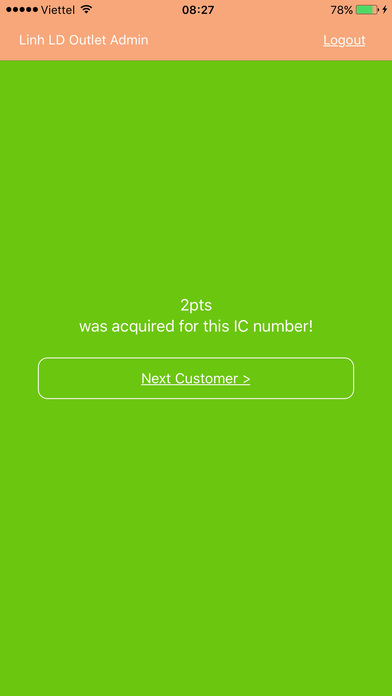 Viettel 08:27 78%
Linh LD Outlet Admin Logout
2pts
was acquired for this IC number!
Next Customer >